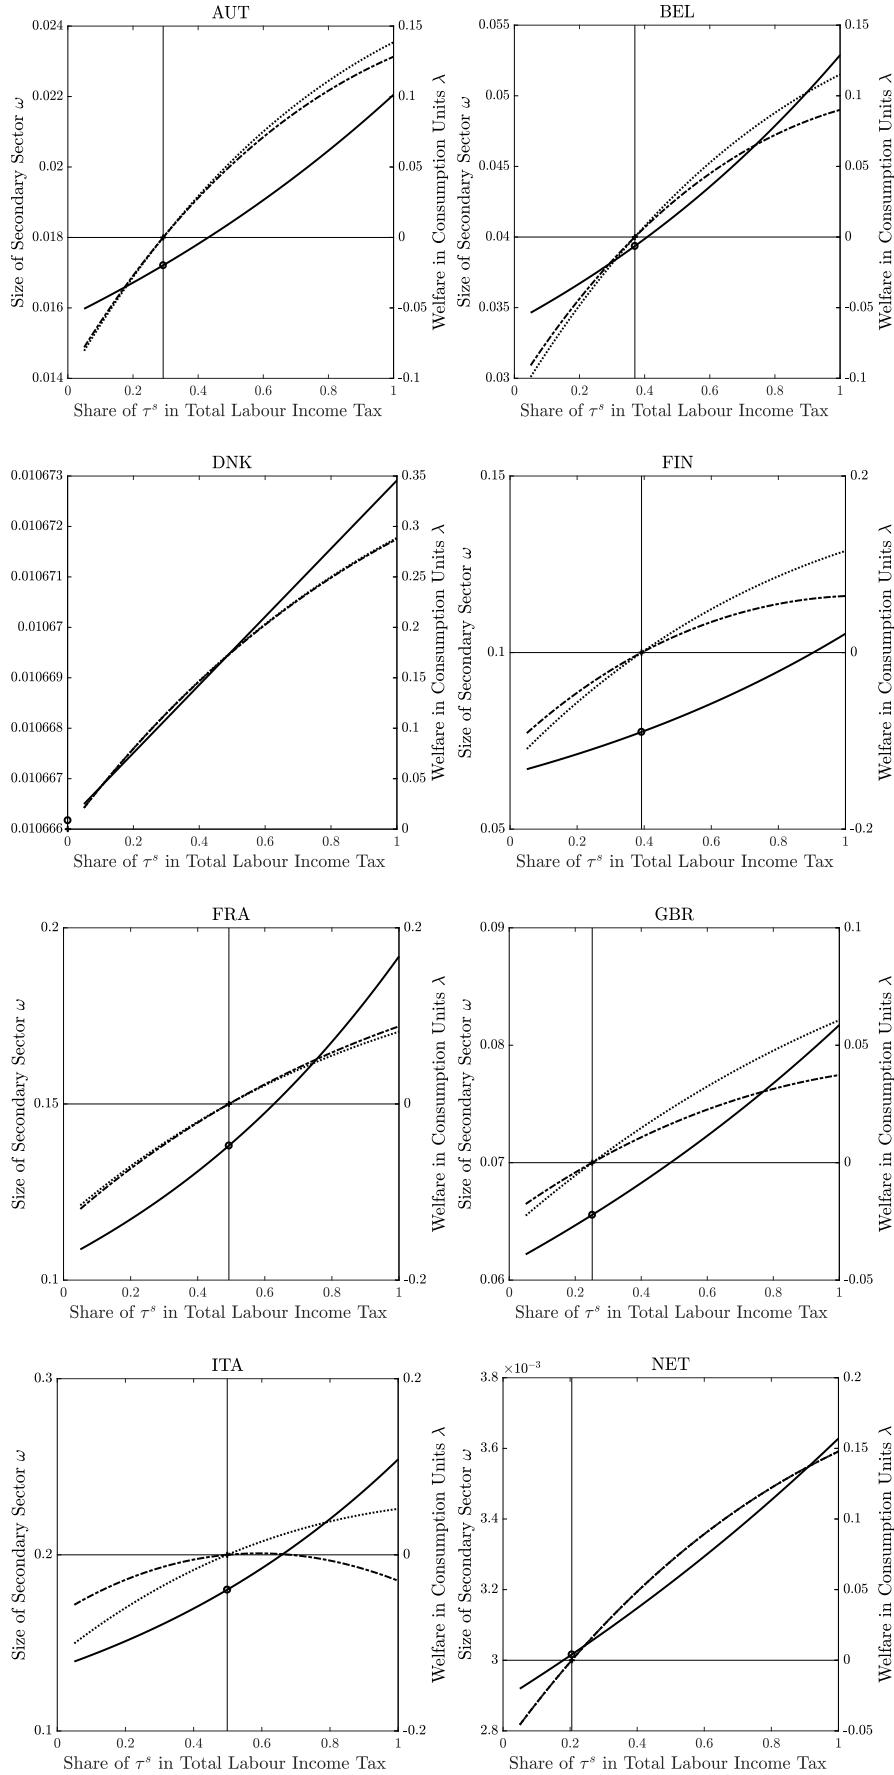 AUT
0.024
0.022
0.02
0.018
0.016
0.014
0.15
0.1
0.05
0
-0.05
-0.1
0 0.2 0.4 0.6 0.8 1
Size of Secondary Sector ω
Welfare in Consumption Units λ
Share of τˢ in Total Labour Income Tax
BEL
0.055
0.05
0.045
0.04
0.035
0.03
0.15
0.1
0.05
0
-0.05
-0.1
0 0.2 0.4 0.6 0.8 1
Size of Secondary Sector ω
Welfare in Consumption Units λ
Share of τˢ in Total Labour Income Tax
DNK
0.010673
0.010672
0.010671
0.01067
0.010669
0.010668
0.010667
0.010666
0.35
0.3
0.25
0.2
0.15
0.1
0.05
0
0 0.2 0.4 0.6 0.8 1
Welfare in Consumption Units λ
Share of τˢ in Total Labour Income Tax
FIN
0.15
0.1
0.05
0.2
0
-0.2
0 0.2 0.4 0.6 0.8 1
Size of Secondary Sector ω
Welfare in Consumption Units λ
Share of τˢ in Total Labour Income Tax
FRA
0.2
0.15
0.1
0.2
0
-0.2
0 0.2 0.4 0.6 0.8 1
Size of Secondary Sector ω
Welfare in Consumption Units λ
Share of τˢ in Total Labour Income Tax
GBR
0.09
0.08
0.07
0.06
0.1
0.05
0
-0.05
0 0.2 0.4 0.6 0.8 1
Size of Secondary Sector ω
Welfare in Consumption Units λ
Share of τˢ in Total Labour Income Tax
ITA
0.3
0.2
0.1
0.2
0
-0.2
0 0.2 0.4 0.6 0.8 1
Size of Secondary Sector ω
Welfare in Consumption Units λ
Share of τˢ in Total Labour Income Tax
NET
×10⁻³
3.8
3.6
3.4
3.2
3
2.8
0.2
0.15
0.1
0.05
0
-0.05
0 0.2 0.4 0.6 0.8 1
Size of Secondary Sector ω
Welfare in Consumption Units λ
Share of τˢ in Total Labour Income Tax